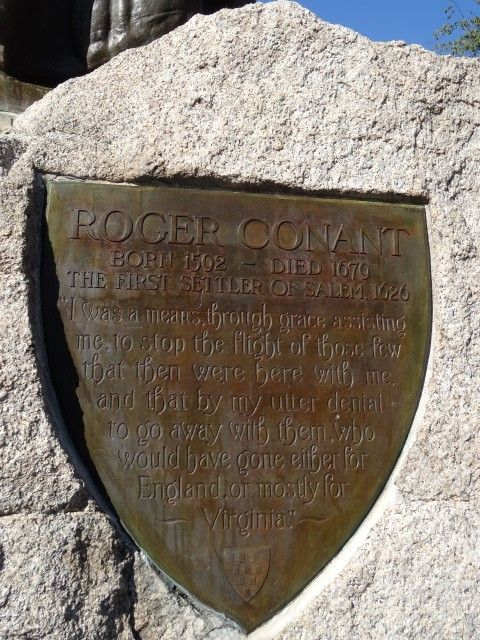 ROGER CONANT
BORN 1592 - DIED 1679
THE FIRST SETTLER OF SALEM 1626
"I was a means, through grace assisting
me, to stop the flight of those few
that then were here with me,
and that by my utter denial
to go away with them, who
would have gone either for
England, or mostly for
Virginia."